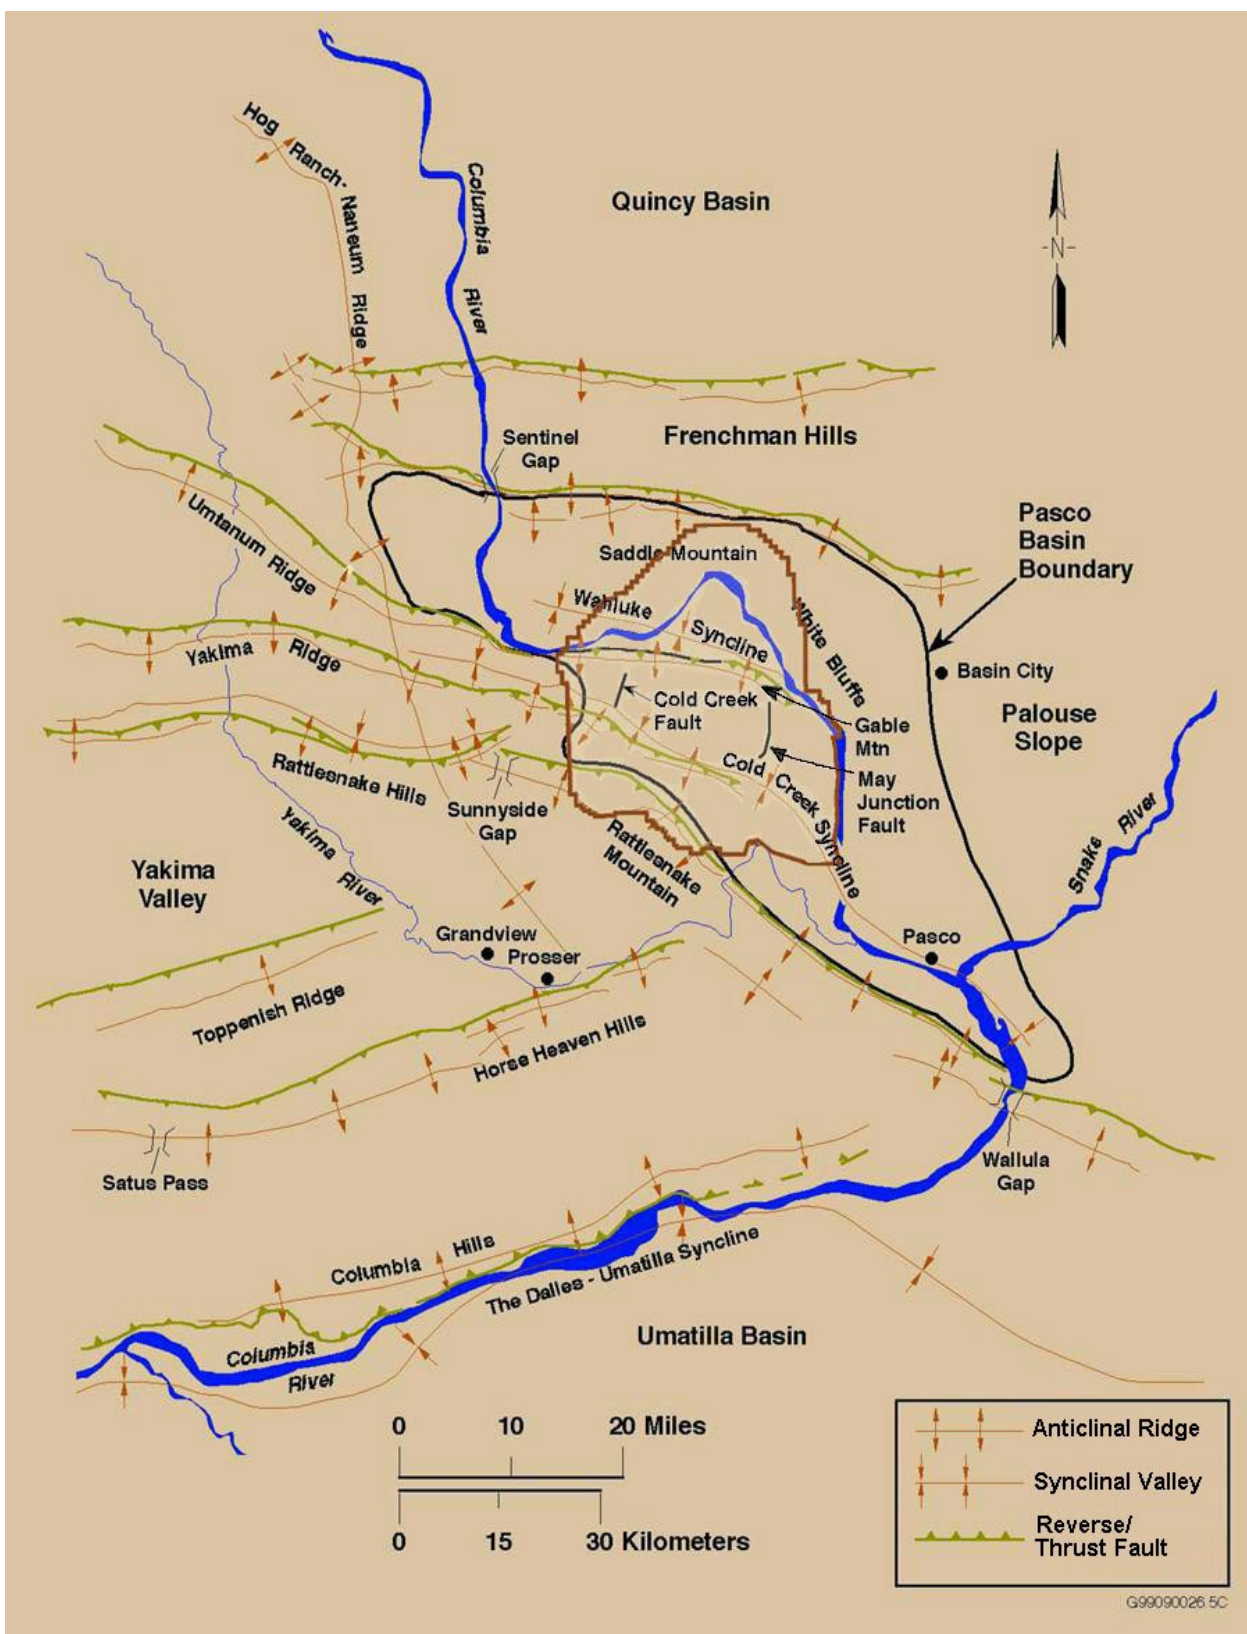 Hog Ranch-Naneum Ridge
Columbia River
Quincy Basin
-N-
Sentinel
Gap
Frenchman Hills
Pasco
Basin
Boundary
Umtanum Ridge
Saddle Mountain
Wahluke Syncline
White Bluffs
Yakima Ridge
Basin City
Cold Creek
Fault
Gable
Mtn
Palouse
Slope
Rattlesnake Hills
Cold Creek Syncline
May
Junction
Fault
Sunnyside
Gap
Yakima River
Rattlesnake
Mountain
Snake River
Yakima
Valley
Grandview
Prosser
Pasco
Toppenish Ridge
Horse Heaven Hills
Satus Pass
Wallula
Gap
Columbia Hills
The Dalles - Umatilla Syncline
Columbia
River
Umatilla Basin
0 10 20 Miles
0 15 30 Kilometers
Anticlinal Ridge
Synclinal Valley
Reverse/
Thrust Fault
G99090026.5C